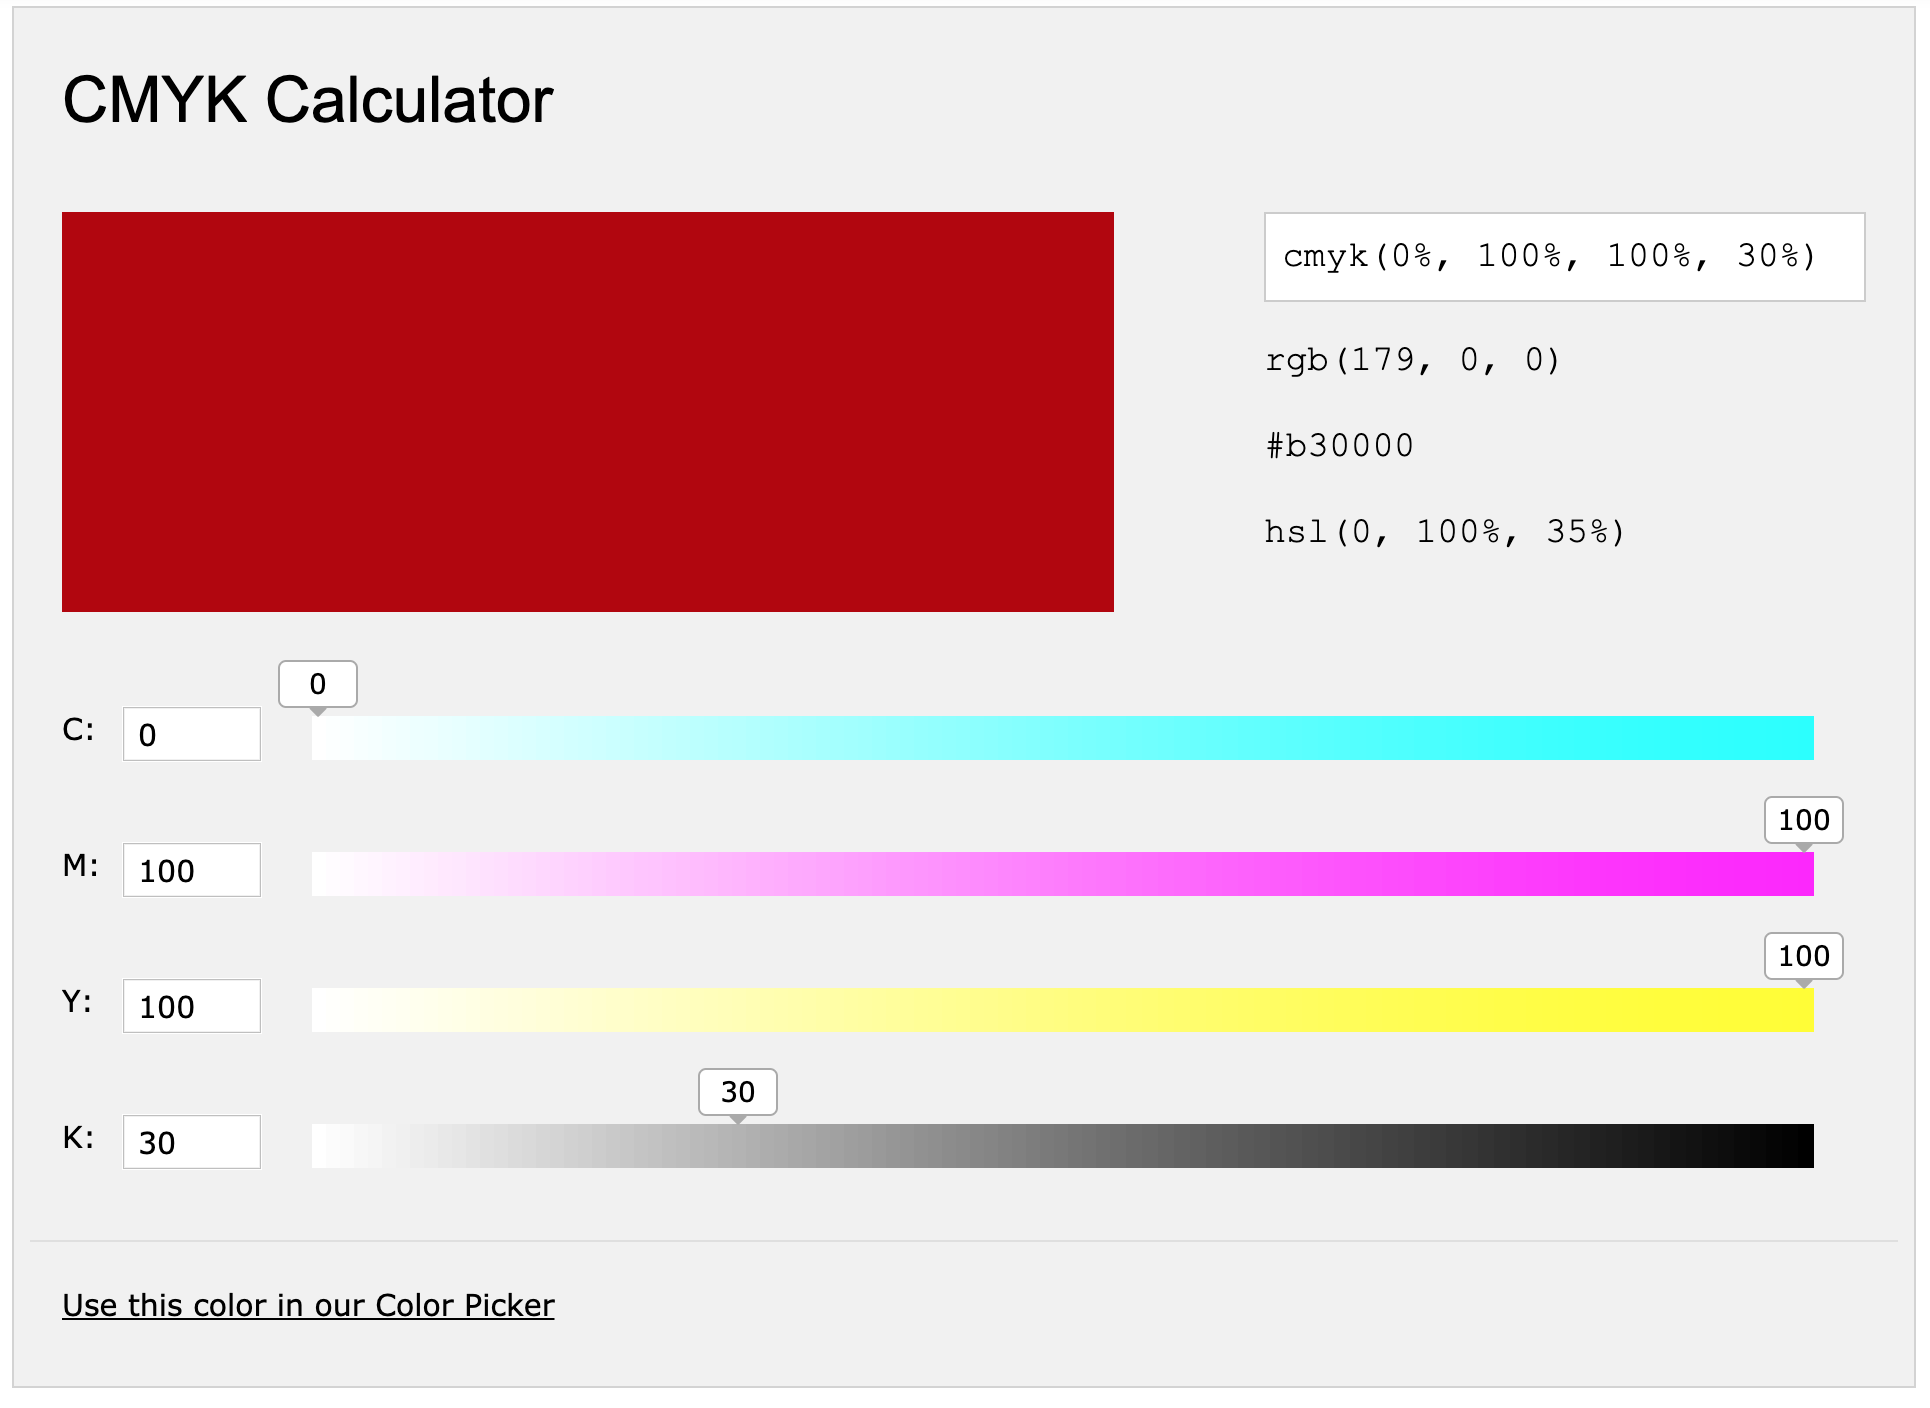 CMYK Calculator
cmyk(0%, 100%, 100%, 30%)
rgb(179, 0, 0)
#b30000
hsl(0, 100%, 35%)
0
C: 0
100
M: 100
100
Y: 100
30
K: 30
Use this color in our Color Picker